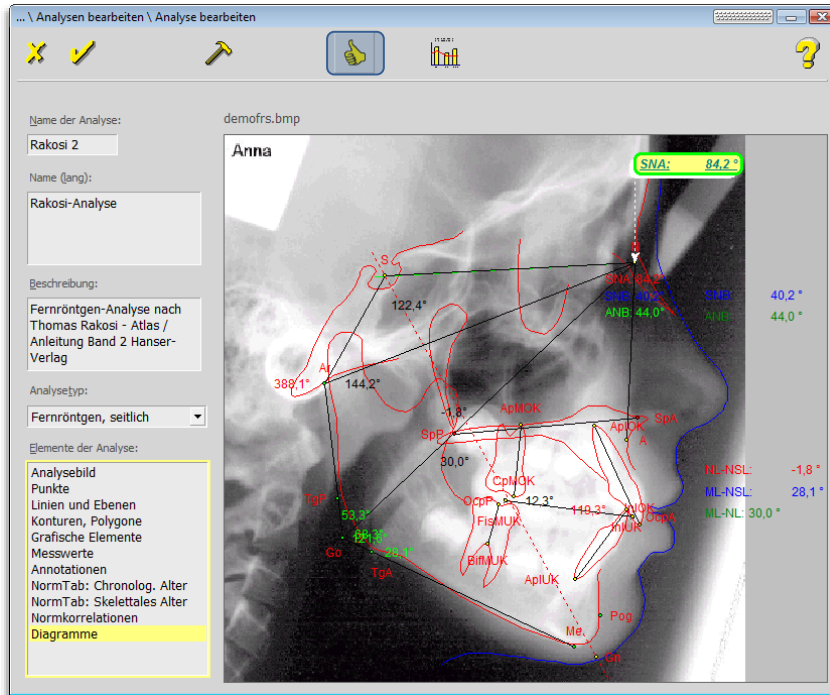 ... \ Analysen bearbeiten \ Analyse bearbeiten
Name der Analyse:
Rakosi 2
Name (lang):
Rakosi-Analyse
Beschreibung:
Fernröntgen-Analyse nach
Thomas Rakosi - Atlas /
Anleitung Band 2 Hanser-
Verlag
Analysetyp:
Fernröntgen, seitlich
Elemente der Analyse:
Analysebild
Punkte
Linien und Ebenen
Konturen, Polygone
Grafische Elemente
Messwerte
Annotationen
NormTab: Chronolog. Alter
NormTab: Skelettales Alter
Normkorrelationen
Diagramme
demofrs.bmp
Anna
SNA: 84,2 °
S
N
SNA: 84,2°
SNB: 40,2°
ANB: 44,0°
SNB: 40,2 °
ANB: 44,0 °
122,4°
Ar
388,1°
144,2°
-1,8°
ApMOK
SpA
SpP
ApIOK
A
30,0°
NL-NSL: -1,8 °
ML-NSL: 28,1 °
ML-NL: 30,0 °
CpMOK
TgP
OcpP
12,3°
119,3°
OcpA
InIUK
53,3°
FisMUK
121,6°
Go
28,1°
BifMUK
TgA
ApIUK
Pog
Me
Gn